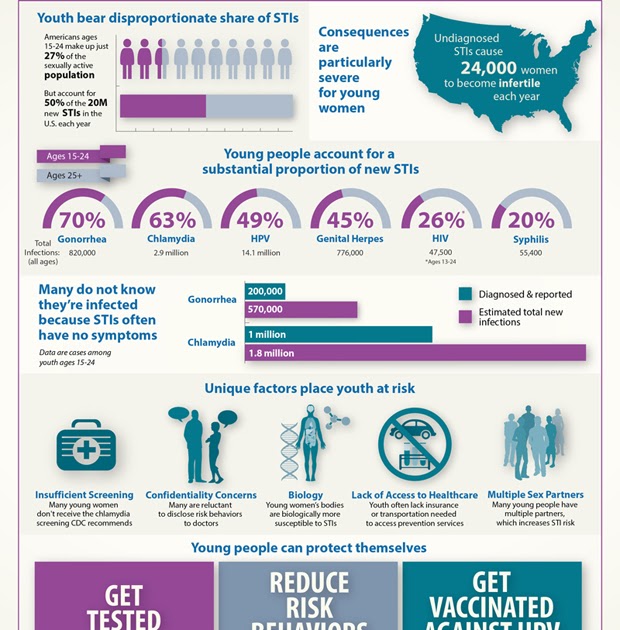 Youth bear disproportionate share of STIs
Americans ages
15-24 make up just
27% of the
sexually active
population
But account for
50% of the 20M
new STIs in the
U.S. each year
Consequences
are
particularly
severe
for young
women
Undiagnosed
STIs cause
24,000 women
to become infertile
each year
Ages 15-24
Ages 25+
Young people account for a
substantial proportion of new STIs
70%
Gonorrhea
63%
Chlamydia
49%
HPV
45%
Genital Herpes
26%*
HIV
20%
Syphilis
Total
Infections:
(all ages)
820,000
2.9 million
14.1 million
776,000
47,500
*Ages 13-24
55,400
Many do not know
they're infected
because STIs often
have no symptoms
Data are cases among
youth ages 15-24
Gonorrhea
200,000
570,000
Chlamydia
1 million
1.8 million
Diagnosed & reported
Estimated total new
infections
Unique factors place youth at risk
Insufficient Screening
Many young women
don't receive the chlamydia
screening CDC recommends
Confidentiality Concerns
Many are reluctant
to disclose risk behaviors
to doctors
Biology
Young women's bodies
are biologically more
susceptible to STIs
Lack of Access to Healthcare
Youth often lack insurance
or transportation needed
to access prevention services
Multiple Sex Partners
Many young people have
multiple partners,
which increases STI risk
Young people can protect themselves
GET
TESTED
REDUCE
RISK
BEHAVIORS
GET
VACCINATED
AGAINST HPV